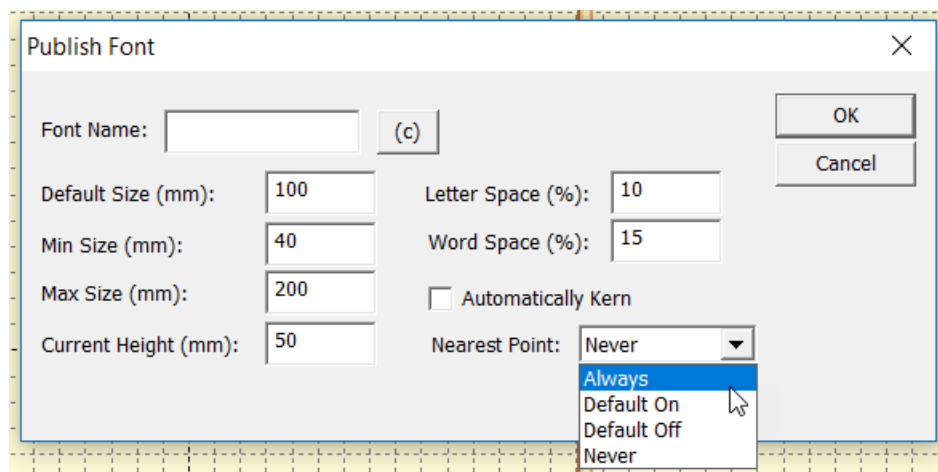 Publish Font
Font Name: (c) OK
Cancel
Default Size (mm): 100 Letter Space (%): 10
Min Size (mm): 40 Word Space (%): 15
Max Size (mm): 200 Automatically Kern
Current Height (mm): 50 Nearest Point: Never
Always
Default On
Default Off
Never